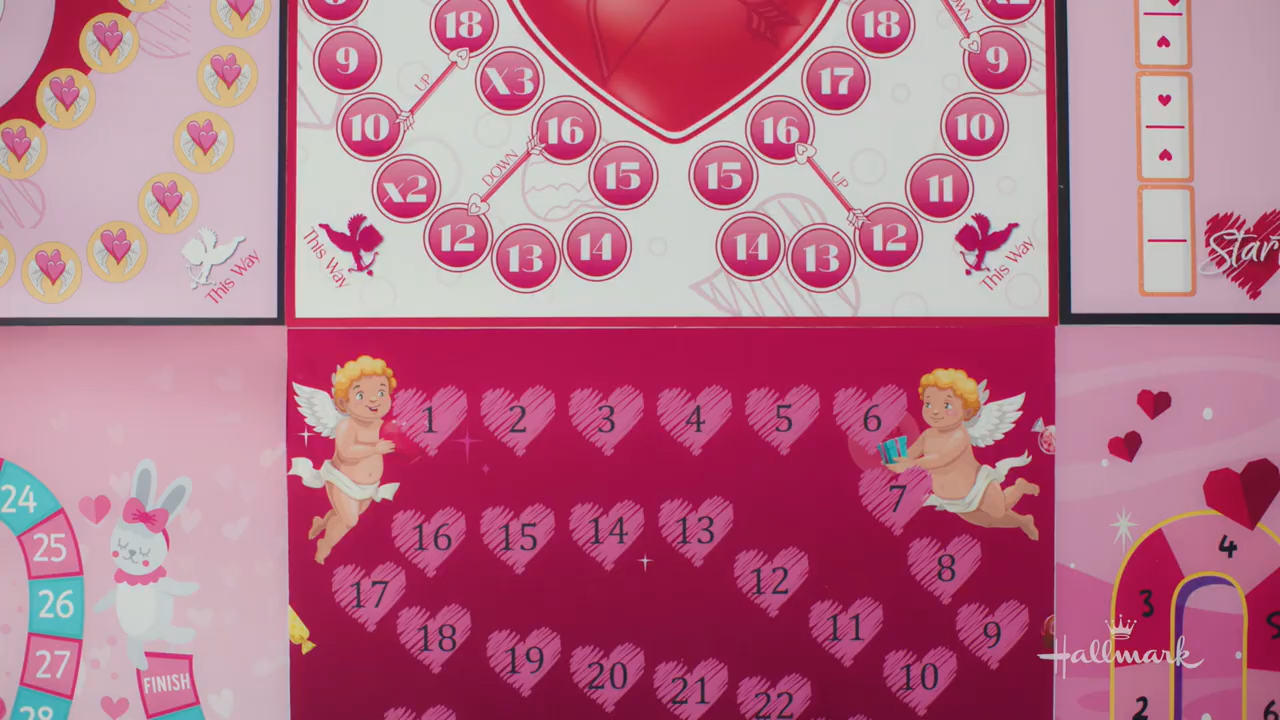 18
9
UP
X3
10
16
DOWN
x2
15
12
13
14
This Way
This Way
18
DOWN
9
17
16
10
UP
15
11
12
14
13
This Way
Start
1 2 3 4 5 6
7
16 15 14 13
12
8
17
18
11
9
19
20
10
21
22
24
25
26
27
28
FINISH
4
3
2
Hallmark